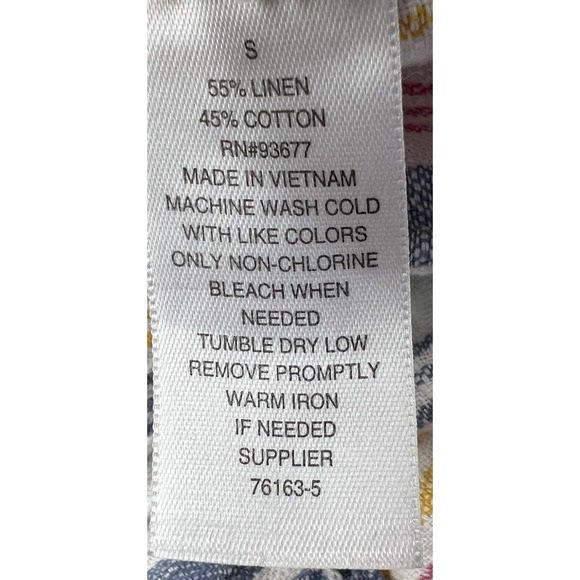 S
55% LINEN
45% COTTON
RN#93677
MADE IN VIETNAM
MACHINE WASH COLD
WITH LIKE COLORS
ONLY NON-CHLORINE
BLEACH WHEN
NEEDED
TUMBLE DRY LOW
REMOVE PROMPTLY
WARM IRON
IF NEEDED
SUPPLIER
76163-5